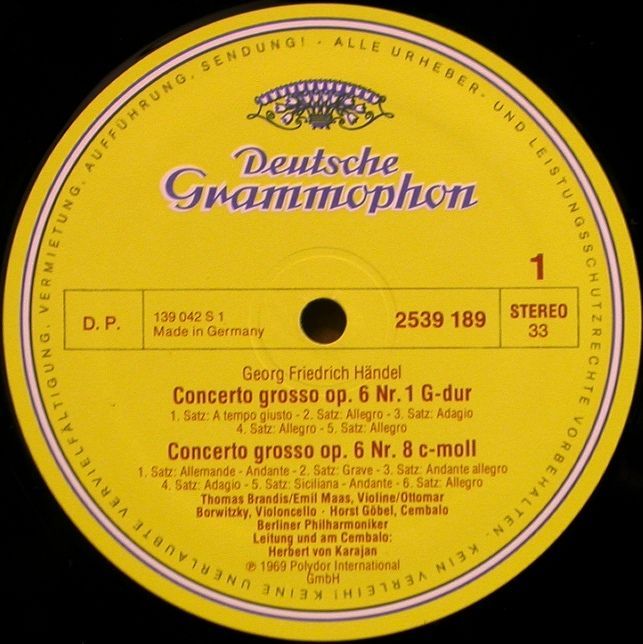 ALLE URHEBER- UND LEISTUNGSSCHUTZRECHTE VORBEHALTEN. KEIN VERLEIH! KEINE UNERLAUBTE VERVIELFÄLTIGUNG, VERMIETUNG, AUFFÜHRUNG, SENDUNG! -
Deutsche
Grammophon
1
D. P.
139 042 S 1
Made in Germany
2539 189
STEREO
33
Georg Friedrich Händel
Concerto grosso op. 6 Nr. 1 G-dur
1. Satz: A tempo giusto - 2. Satz: Allegro - 3. Satz: Adagio
4. Satz: Allegro - 5. Satz: Allegro
Concerto grosso op. 6 Nr. 8 c-moll
1. Satz: Allemande - Andante - 2. Satz: Grave - 3. Satz: Andante allegro
4. Satz: Adagio - 5. Satz: Siciliana - Andante - 6. Satz: Allegro
Thomas Brandis/Emil Maas, Violine/Ottomar
Borwitzky, Violoncello · Horst Göbel, Cembalo
Berliner Philharmoniker
Leitung und am Cembalo:
Herbert von Karajan
℗ 1969 Polydor International
GmbH